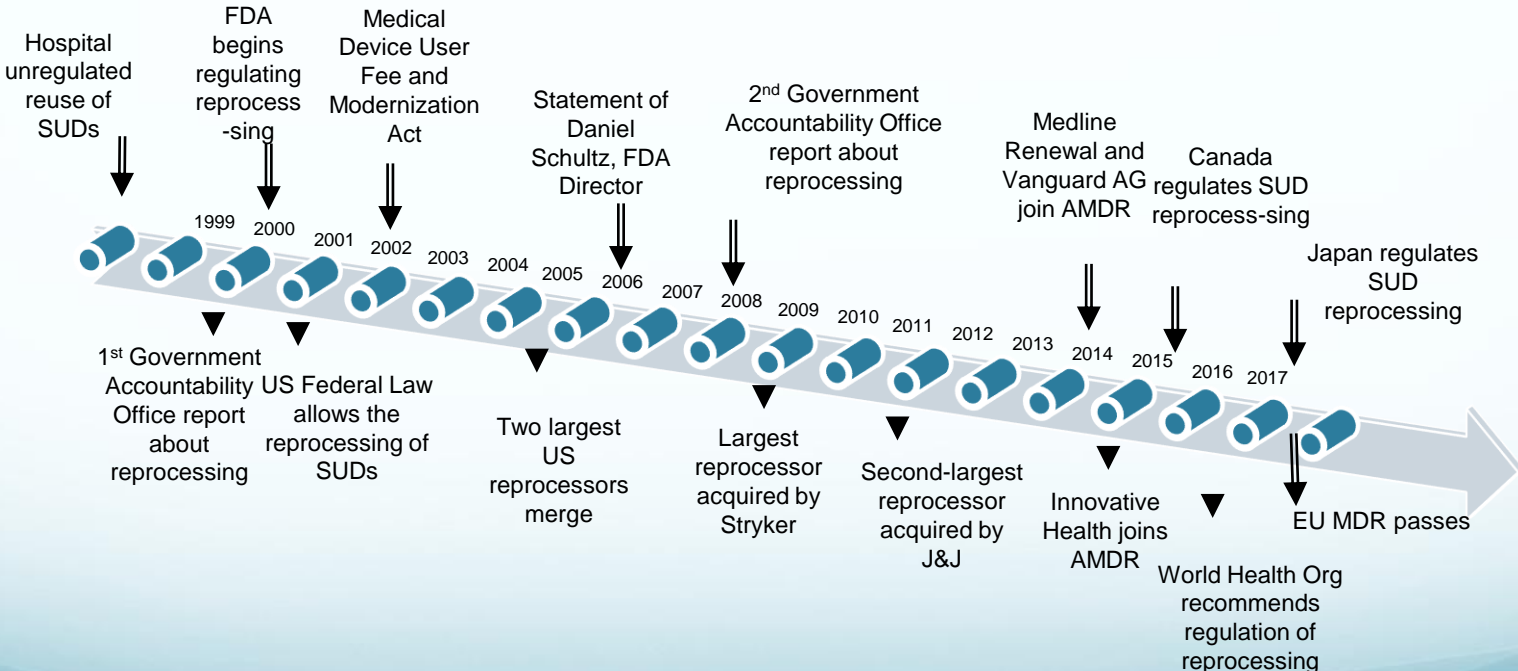 Hospital
unregulated
reuse of
SUDs
FDA
begins
regulating
reprocess
-sing
Medical
Device User
Fee and
Modernization
Act
Statement of
Daniel
Schultz, FDA
Director
2nd Government
Accountability Office
report about
reprocessing
Medline
Renewal and
Vanguard AG
join AMDR
Canada
regulates SUD
reprocess-sing
Japan regulates
SUD
reprocessing
1999
2000
2001
2002
2003
2004
2005
2006
2007
2008
2009
2010
2011
2012
2013
2014
2015
2016
2017
1st Government
Accountability
Office report
about
reprocessing
US Federal Law
allows the
reprocessing of
SUDs
Two largest
US
reprocessors
merge
Largest
reprocessor
acquired by
Stryker
Second-largest
reprocessor
acquired by
J&J
Innovative
Health joins
AMDR
World Health Org
recommends
regulation of
reprocessing
EU MDR passes